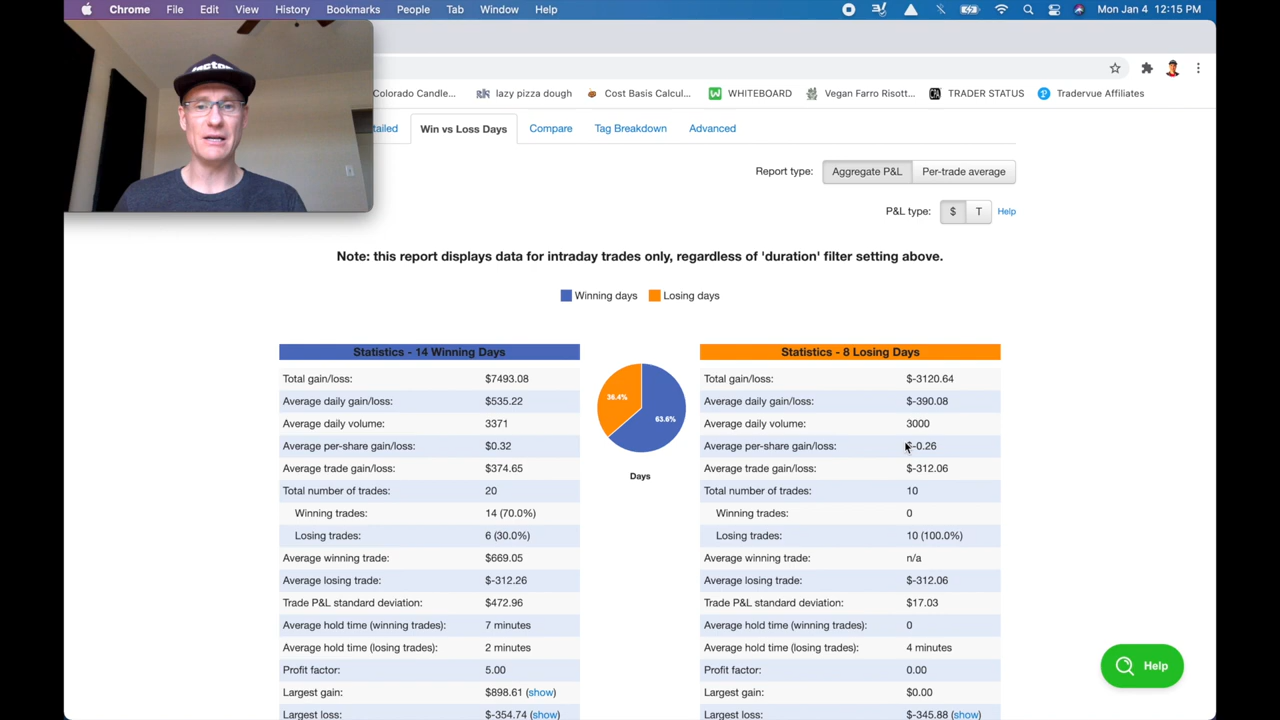 Chrome File Edit View History Bookmarks People Tab Window Help Mon Jan 4 12:15 PM
Colorado Candle... lazy pizza dough Cost Basis Calcul... WHITEBOARD Vegan Farro Risott... TRADER STATUS Tradervue Affiliates
tailed Win vs Loss Days Compare Tag Breakdown Advanced
Report type: Aggregate P&L Per-trade average
P&L type: $ T Help
Note: this report displays data for intraday trades only, regardless of 'duration' filter setting above.
Winning days Losing days
Statistics - 14 Winning Days
Total gain/loss: $7493.08
Average daily gain/loss: $535.22
Average daily volume: 3371
Average per-share gain/loss: $0.32
Average trade gain/loss: $374.65
Total number of trades: 20
Winning trades: 14 (70.0%)
Losing trades: 6 (30.0%)
Average winning trade: $669.05
Average losing trade: $-312.26
Trade P&L standard deviation: $472.96
Average hold time (winning trades): 7 minutes
Average hold time (losing trades): 2 minutes
Profit factor: 5.00
Largest gain: $898.61 (show)
Largest loss: $-354.74 (show)
36.4%
63.6%
Days
Statistics - 8 Losing Days
Total gain/loss: $-3120.64
Average daily gain/loss: $-390.08
Average daily volume: 3000
Average per-share gain/loss: $-0.26
Average trade gain/loss: $-312.06
Total number of trades: 10
Winning trades: 0
Losing trades: 10 (100.0%)
Average winning trade: n/a
Average losing trade: $-312.06
Trade P&L standard deviation: $17.03
Average hold time (winning trades): 0
Average hold time (losing trades): 4 minutes
Profit factor: 0.00
Largest gain: $0.00
Largest loss: $-345.88 (show)
Help